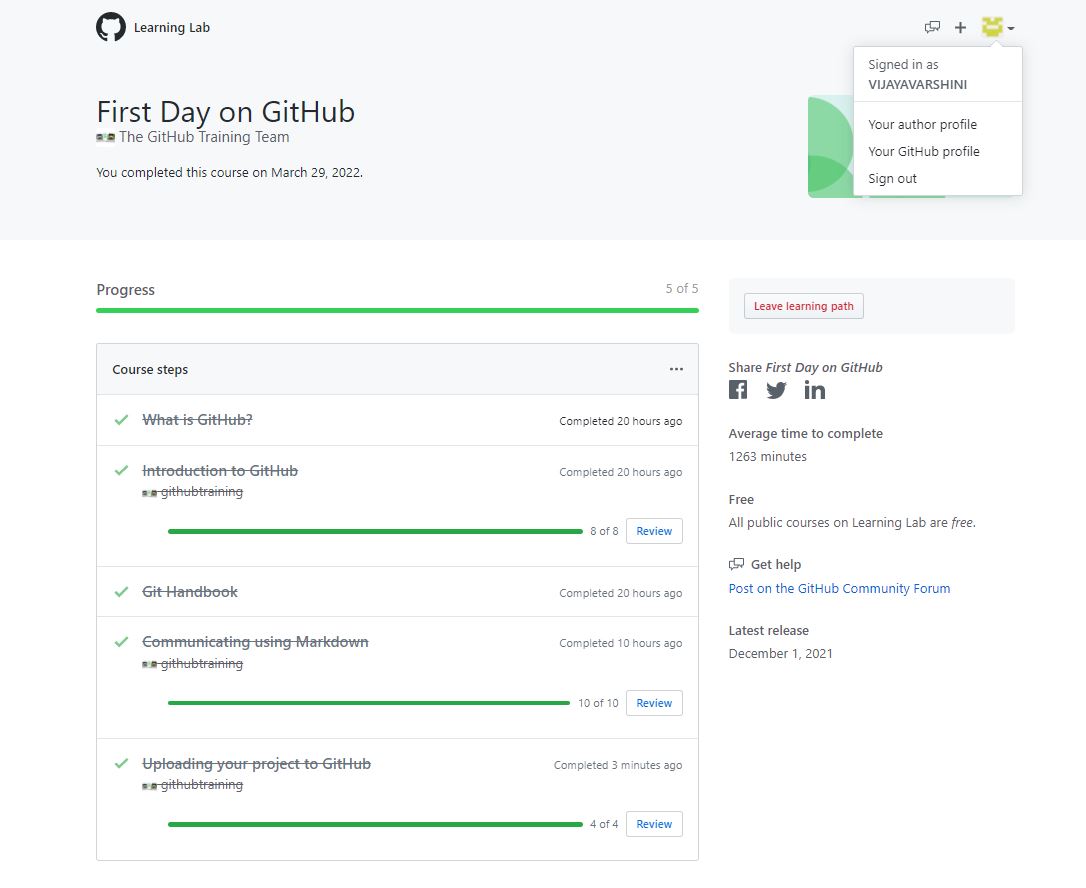 Learning Lab
Signed in as
VIJAYAVARSHINI
Your author profile
Your GitHub profile
Sign out
First Day on GitHub
The GitHub Training Team
You completed this course on March 29, 2022.
Progress
5 of 5
Course steps
What is GitHub?
Completed 20 hours ago
Introduction to GitHub
Completed 20 hours ago
githubtraining
8 of 8
Review
Git Handbook
Completed 20 hours ago
Communicating using Markdown
Completed 10 hours ago
githubtraining
10 of 10
Review
Uploading your project to GitHub
Completed 3 minutes ago
githubtraining
4 of 4
Review
Leave learning path
Share First Day on GitHub
Average time to complete
1263 minutes
Free
All public courses on Learning Lab are free.
Get help
Post on the GitHub Community Forum
Latest release
December 1, 2021